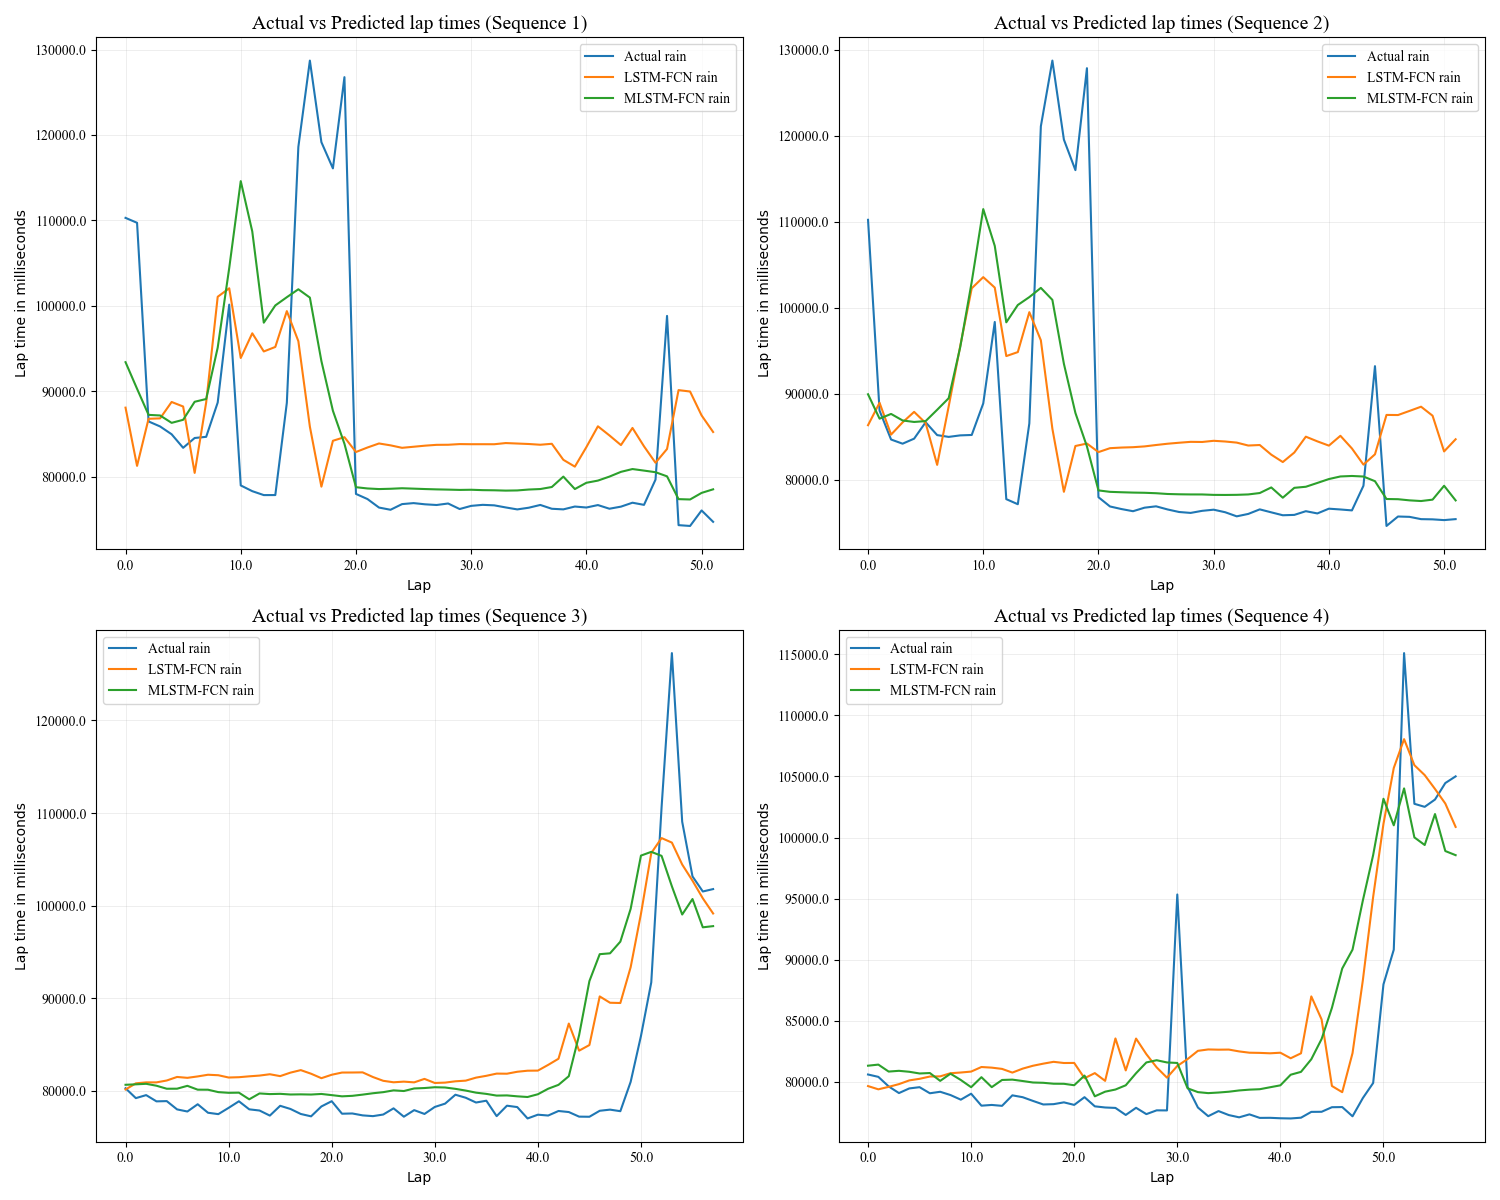 Actual vs Predicted lap times (Sequence 1)
Lap time in milliseconds
130000.0
120000.0
110000.0
100000.0
90000.0
80000.0
Actual rain
LSTM-FCN rain
MLSTM-FCN rain
0.0 10.0 20.0 30.0 40.0 50.0
Lap
Actual vs Predicted lap times (Sequence 2)
Lap time in milliseconds
130000.0
120000.0
110000.0
100000.0
90000.0
80000.0
Actual rain
LSTM-FCN rain
MLSTM-FCN rain
0.0 10.0 20.0 30.0 40.0 50.0
Lap
Actual vs Predicted lap times (Sequence 3)
Lap time in milliseconds
120000.0
110000.0
100000.0
90000.0
80000.0
Actual rain
LSTM-FCN rain
MLSTM-FCN rain
0.0 10.0 20.0 30.0 40.0 50.0
Lap
Actual vs Predicted lap times (Sequence 4)
Lap time in milliseconds
115000.0
110000.0
105000.0
100000.0
95000.0
90000.0
85000.0
80000.0
Actual rain
LSTM-FCN rain
MLSTM-FCN rain
0.0 10.0 20.0 30.0 40.0 50.0
Lap